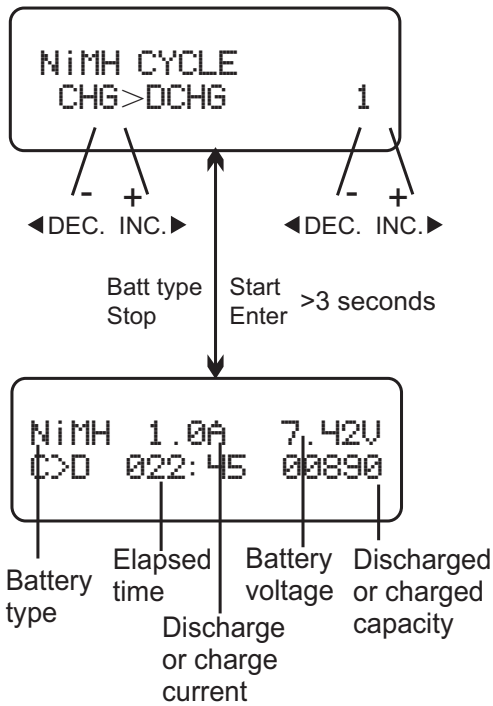 NiMH CYCLE
CHG>DCHG 1
- + - +
◀DEC. INC.▶ ◀DEC. INC.▶
Batt type Start >3 seconds
Stop Enter
NiMH 1.0A 7.42V
C>D 022:45 00890
Battery type
Elapsed time
Discharge or charge current
Battery voltage
Discharged or charged capacity